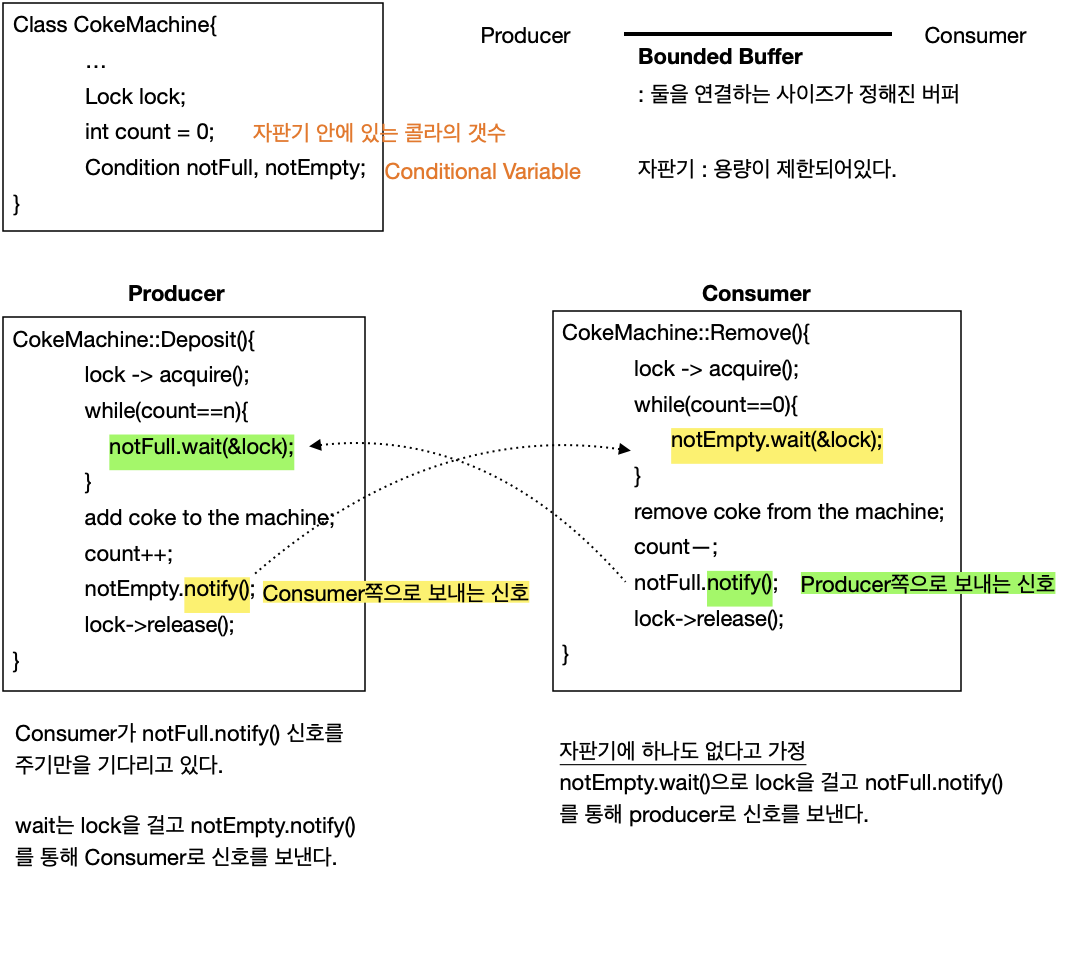 Class CokeMachine{
…
Lock lock;
int count = 0; 자판기 안에 있는 콜라의 갯수
Condition notFull, notEmpty; Conditional Variable
}
Producer Consumer
Bounded Buffer
: 둘을 연결하는 사이즈가 정해진 버퍼
자판기 : 용량이 제한되어있다.
Producer
CokeMachine::Deposit(){
lock -> acquire();
while(count==n){
notFull.wait(&lock);
}
add coke to the machine;
count++;
notEmpty.notify(); Consumer쪽으로 보내는 신호
lock->release();
}
Consumer가 notFull.notify() 신호를
주기만을 기다리고 있다.
wait는 lock을 걸고 notEmpty.notify()
를 통해 Consumer로 신호를 보낸다.
Consumer
CokeMachine::Remove(){
lock -> acquire();
while(count==0){
notEmpty.wait(&lock);
}
remove coke from the machine;
count—;
notFull.notify(); Producer쪽으로 보내는 신호
lock->release();
}
자판기에 하나도 없다고 가정
notEmpty.wait()으로 lock을 걸고 notFull.notify()
를 통해 producer로 신호를 보낸다.